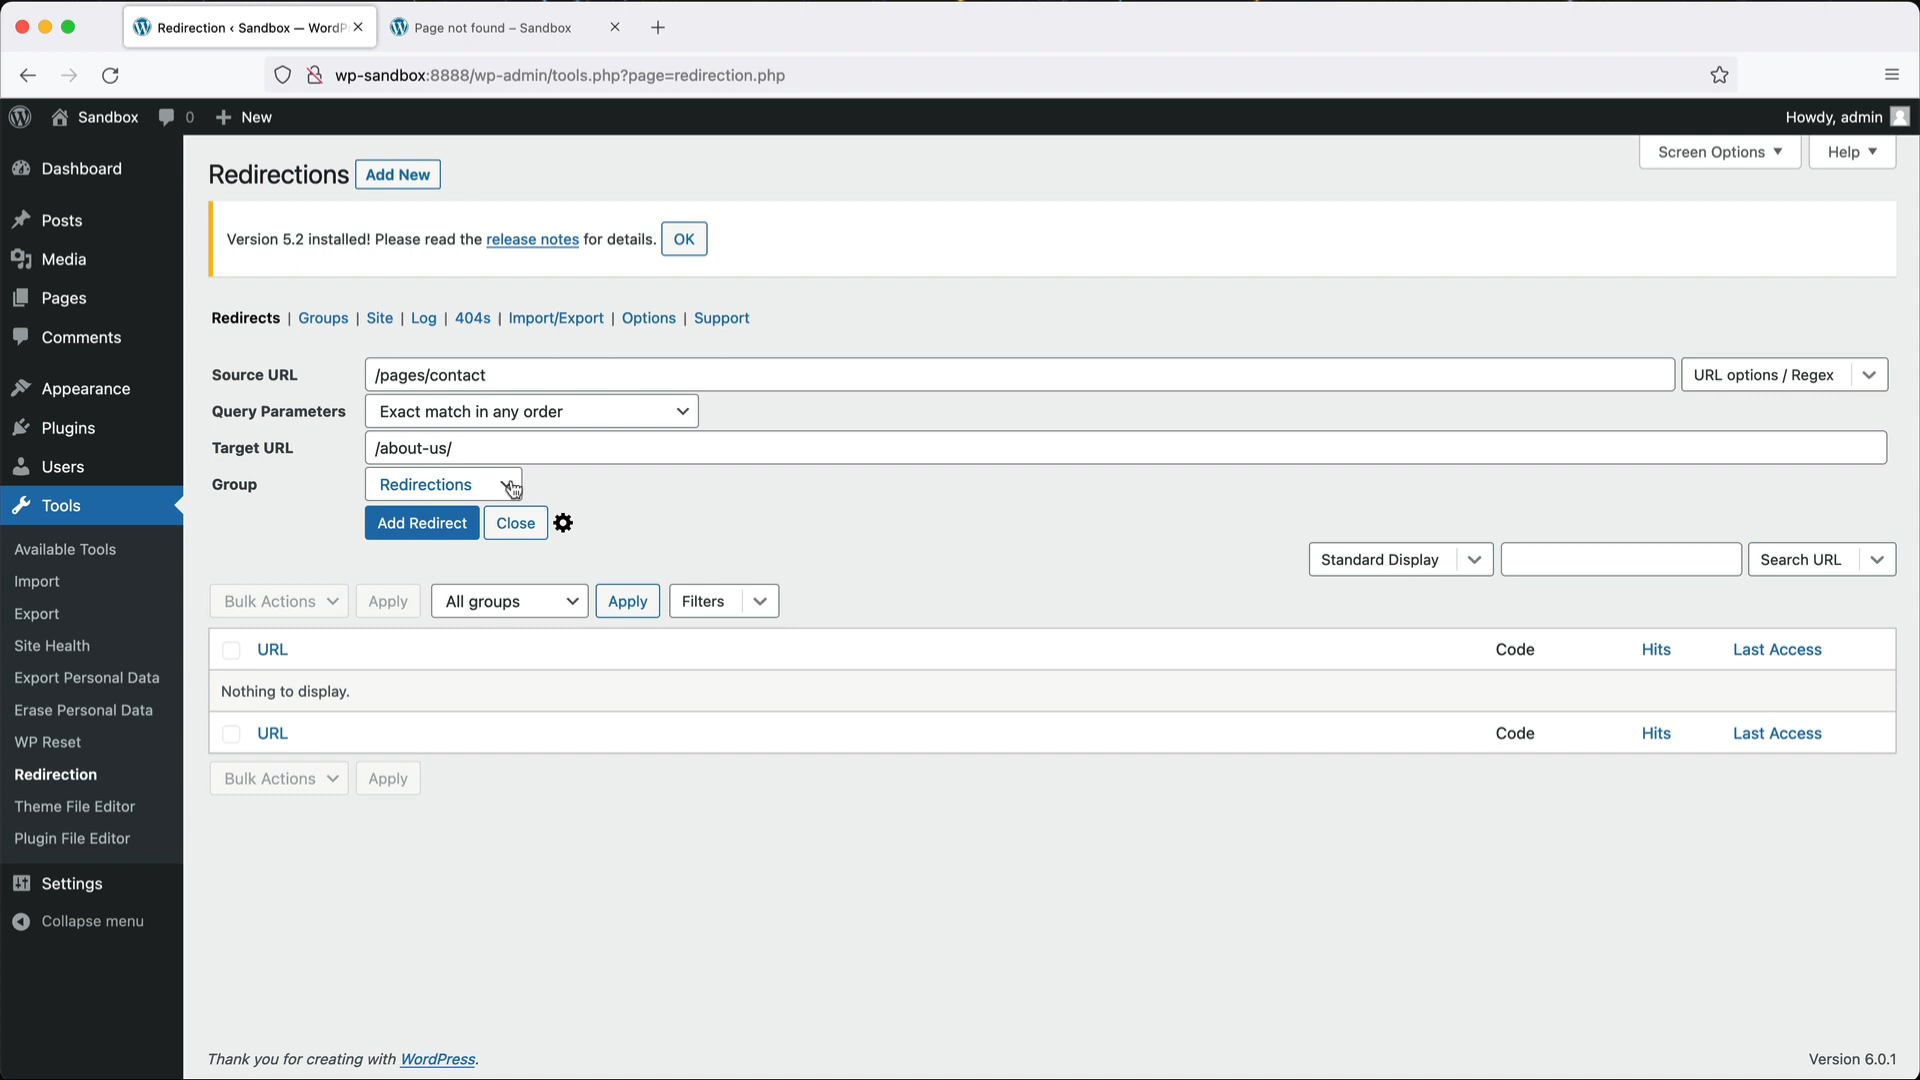 Redirection ‹ Sandbox — WordP
Page not found – Sandbox
wp-sandbox:8888/wp-admin/tools.php?page=redirection.php
Sandbox
0
New
Howdy, admin
Dashboard
Posts
Media
Pages
Comments
Appearance
Plugins
Users
Tools
Available Tools
Import
Export
Site Health
Export Personal Data
Erase Personal Data
WP Reset
Redirection
Theme File Editor
Plugin File Editor
Settings
Collapse menu
Screen Options
Help
Redirections
Add New
Version 5.2 installed! Please read the release notes for details.
OK
Redirects | Groups | Site | Log | 404s | Import/Export | Options | Support
Source URL
/pages/contact
URL options / Regex
Query Parameters
Exact match in any order
Target URL
/about-us/
Group
Redirections
Add Redirect
Close
Standard Display
Search URL
Bulk Actions
Apply
All groups
Apply
Filters
URL
Code
Hits
Last Access
Nothing to display.
URL
Code
Hits
Last Access
Bulk Actions
Apply
Thank you for creating with WordPress.
Version 6.0.1